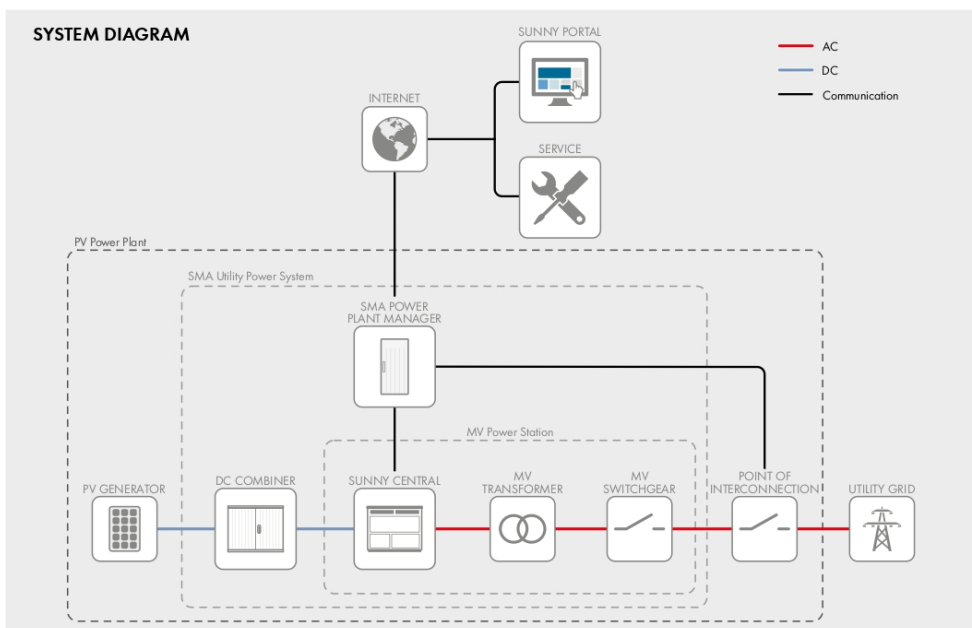 SYSTEM DIAGRAM
SUNNY PORTAL
AC
DC
Communication
INTERNET
SERVICE
PV Power Plant
SMA Utility Power System
SMA POWER
PLANT MANAGER
MV Power Station
PV GENERATOR
DC COMBINER
SUNNY CENTRAL
MV
TRANSFORMER
MV
SWITCHGEAR
POINT OF
INTERCONNECTION
UTILITY GRID